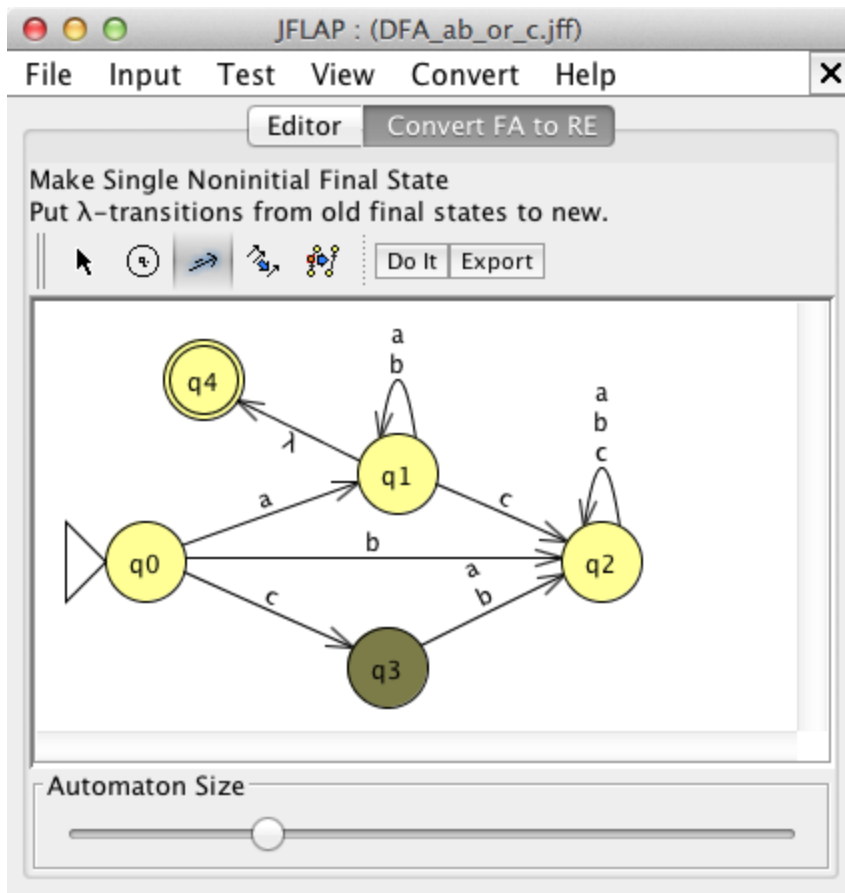 JFLAP : (DFA_ab_or_c.jff)
File Input Test View Convert Help
Editor Convert FA to RE
Make Single Noninitial Final State
Put λ-transitions from old final states to new.
Do It Export
a
b
q4
λ
a
b
c
q1
a
c
b
q0
q2
a
b
c
q3
Automaton Size